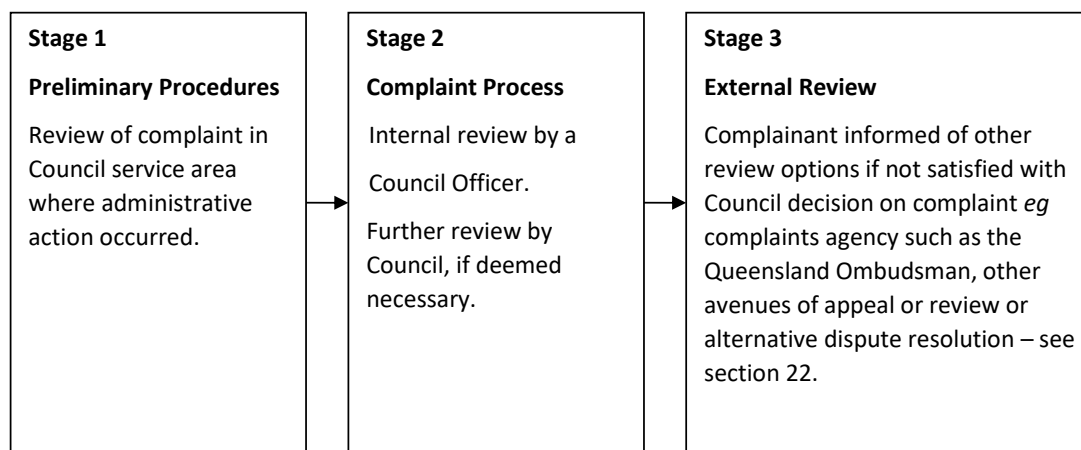 Stage 1
Preliminary Procedures
Review of complaint in
Council service area
where administrative
action occurred.
Stage 2
Complaint Process
Internal review by a
Council Officer.
Further review by
Council, if deemed
necessary.
Stage 3
External Review
Complainant informed of other
review options if not satisfied with
Council decision on complaint eg
complaints agency such as the
Queensland Ombudsman, other
avenues of appeal or review or
alternative dispute resolution – see
section 22.